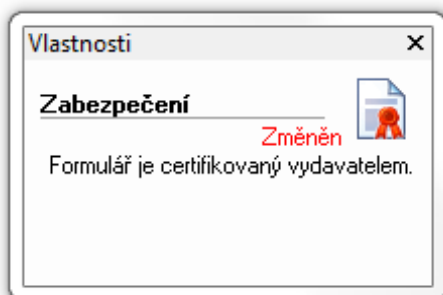 Vlastnosti
Zabezpečení
Změněn
Formulář je certifikovaný vydavatelem.